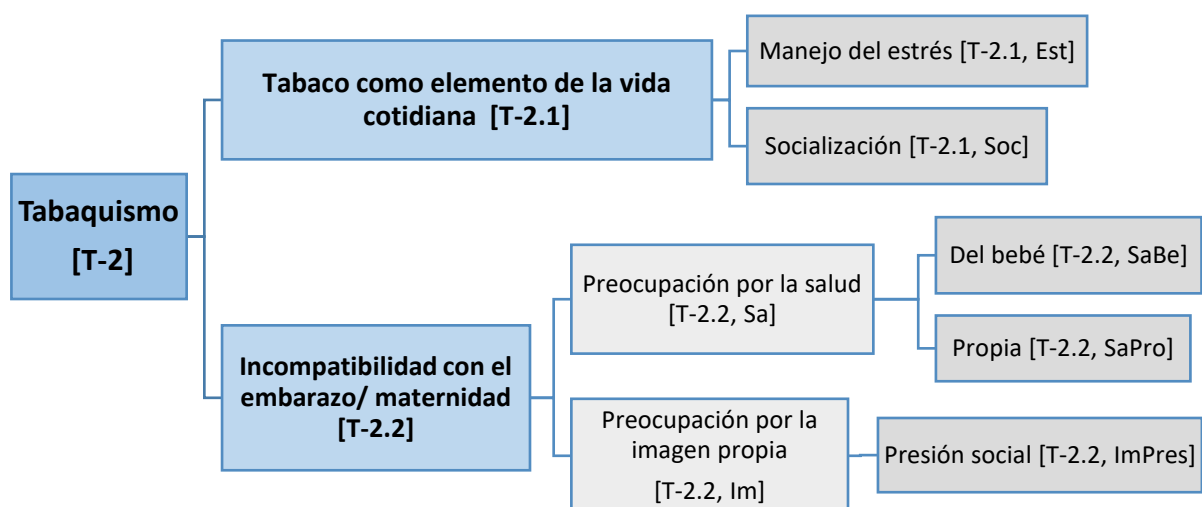 Tabaquismo
[T-2]
Tabaco como elemento de la vida
cotidiana [T-2.1]
Manejo del estrés [T-2.1, Est]
Socialización [T-2.1, Soc]
Incompatibilidad con el
embarazo/ maternidad
[T-2.2]
Preocupación por la salud
[T-2.2, Sa]
Del bebé [T-2.2, SaBe]
Propia [T-2.2, SaPro]
Preocupación por la
imagen propia
[T-2.2, Im]
Presión social [T-2.2, ImPres]